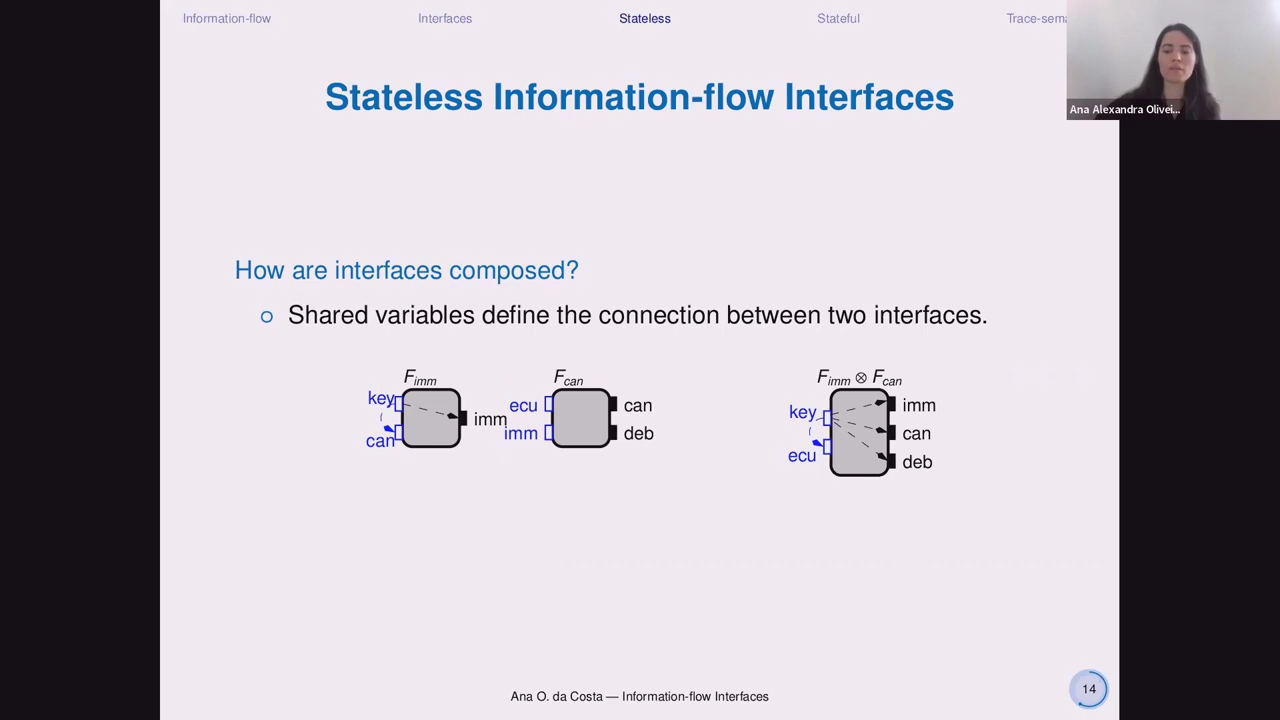 Information-flow Interfaces Stateless Stateful Trace-sema
Ana Alexandra Olivei...
Stateless Information-flow Interfaces
How are interfaces composed?
Shared variables define the connection between two interfaces.
F_imm F_can F_imm ⊗ F_can
key ecu can key imm
can imm imm deb ecu can
deb
Ana O. da Costa — Information-flow Interfaces
14